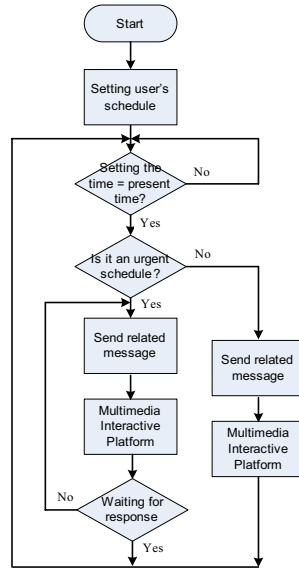 Start
Setting user's
schedule
Setting the
time = present
time?
No
Yes
Is it an urgent
schedule?
No
Yes
Send related
message
Send related
message
Multimedia
Interactive
Platform
Multimedia
Interactive
Platform
No
Waiting for
response
Yes